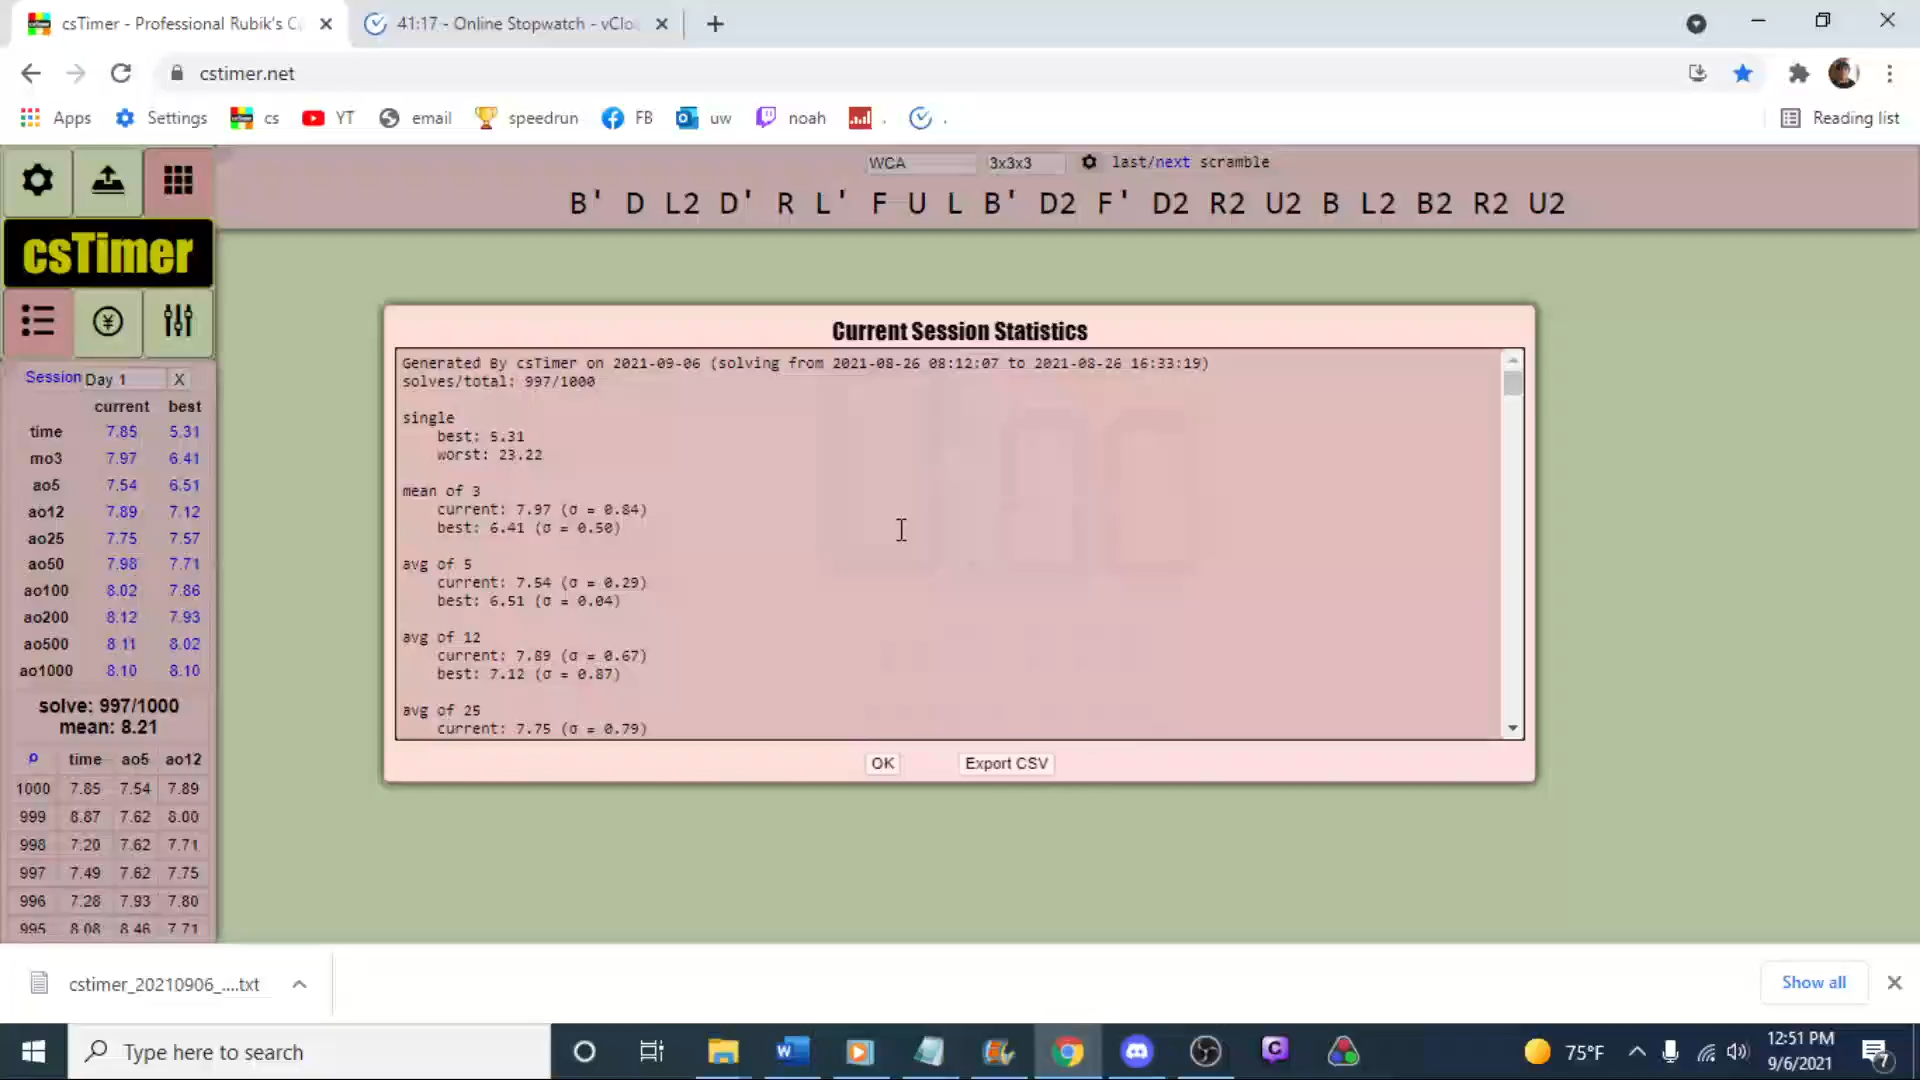 csTimer - Professional Rubik's C
41:17 - Online Stopwatch - vClo
cstimer.net
Apps
Settings
cs
YT
email
speedrun
FB
uw
noah
.
.
Reading list
WCA
3x3x3
last/next scramble
B' D L2 D' R L' F U L B' D2 F' D2 R2 U2 B L2 B2 R2 U2
csTimer
Session Day 1 X
current best
time 7.85 5.31
mo3 7.97 6.41
ao5 7.54 6.51
ao12 7.89 7.12
ao25 7.75 7.57
ao50 7.98 7.71
ao100 8.02 7.86
ao200 8.12 7.93
ao500 8.11 8.02
ao1000 8.10 8.10
solve: 997/1000
mean: 8.21
time ao5 ao12
1000 7.85 7.54 7.89
999 8.87 7.62 8.00
998 7.20 7.62 7.71
997 7.49 7.62 7.75
996 7.28 7.93 7.80
995 8.08 8.46 7.71
Current Session Statistics
Generated By csTimer on 2021-09-06 (solving from 2021-08-26 08:12:07 to 2021-08-26 16:33:19)
solves/total: 997/1000
single
best: 5.31
worst: 23.22
mean of 3
current: 7.97 (σ = 0.84)
best: 6.41 (σ = 0.50)
avg of 5
current: 7.54 (σ = 0.29)
best: 6.51 (σ = 0.04)
avg of 12
current: 7.89 (σ = 0.67)
best: 7.12 (σ = 0.87)
avg of 25
current: 7.75 (σ = 0.79)
OK
Export CSV
cstimer_20210906_....txt
Show all
Type here to search
75°F
12:51 PM
9/6/2021
7